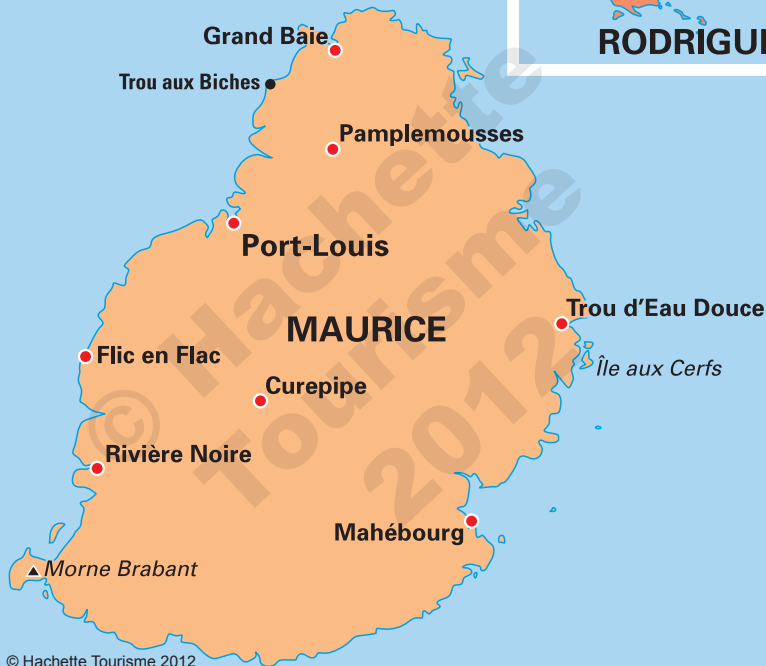 Grand Baie
RODRIGU
Trou aux Biches
Pamplemousses
Port-Louis
MAURICE
Trou d'Eau Douce
Flic en Flac
Île aux Cerfs
Curepipe
Rivière Noire
Mahébourg
Morne Brabant
© Hachette
Tourisme
2012
© Hachette Tourisme 2012